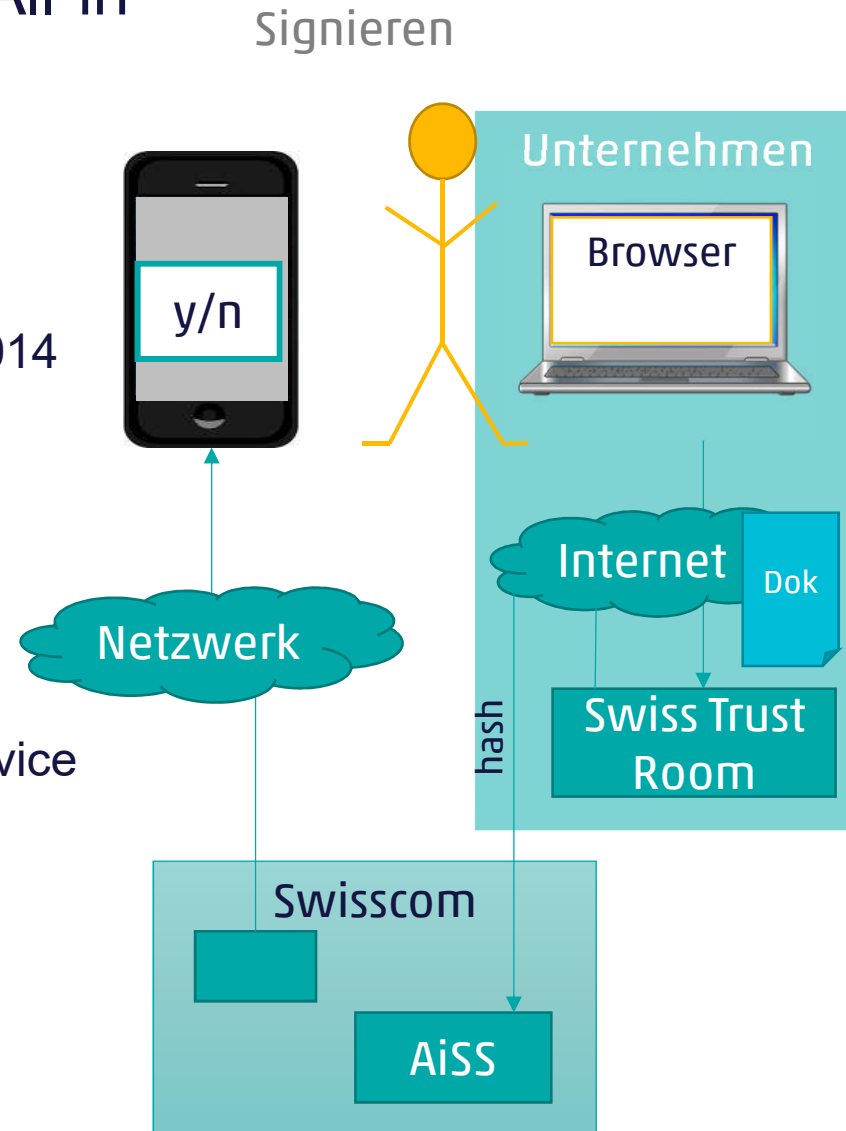 Signieren
Unternehmen
Browser
y/n
014
Internet
Dok
Netzwerk
hash
Swiss Trust
Room
vice
Swisscom
AiSS